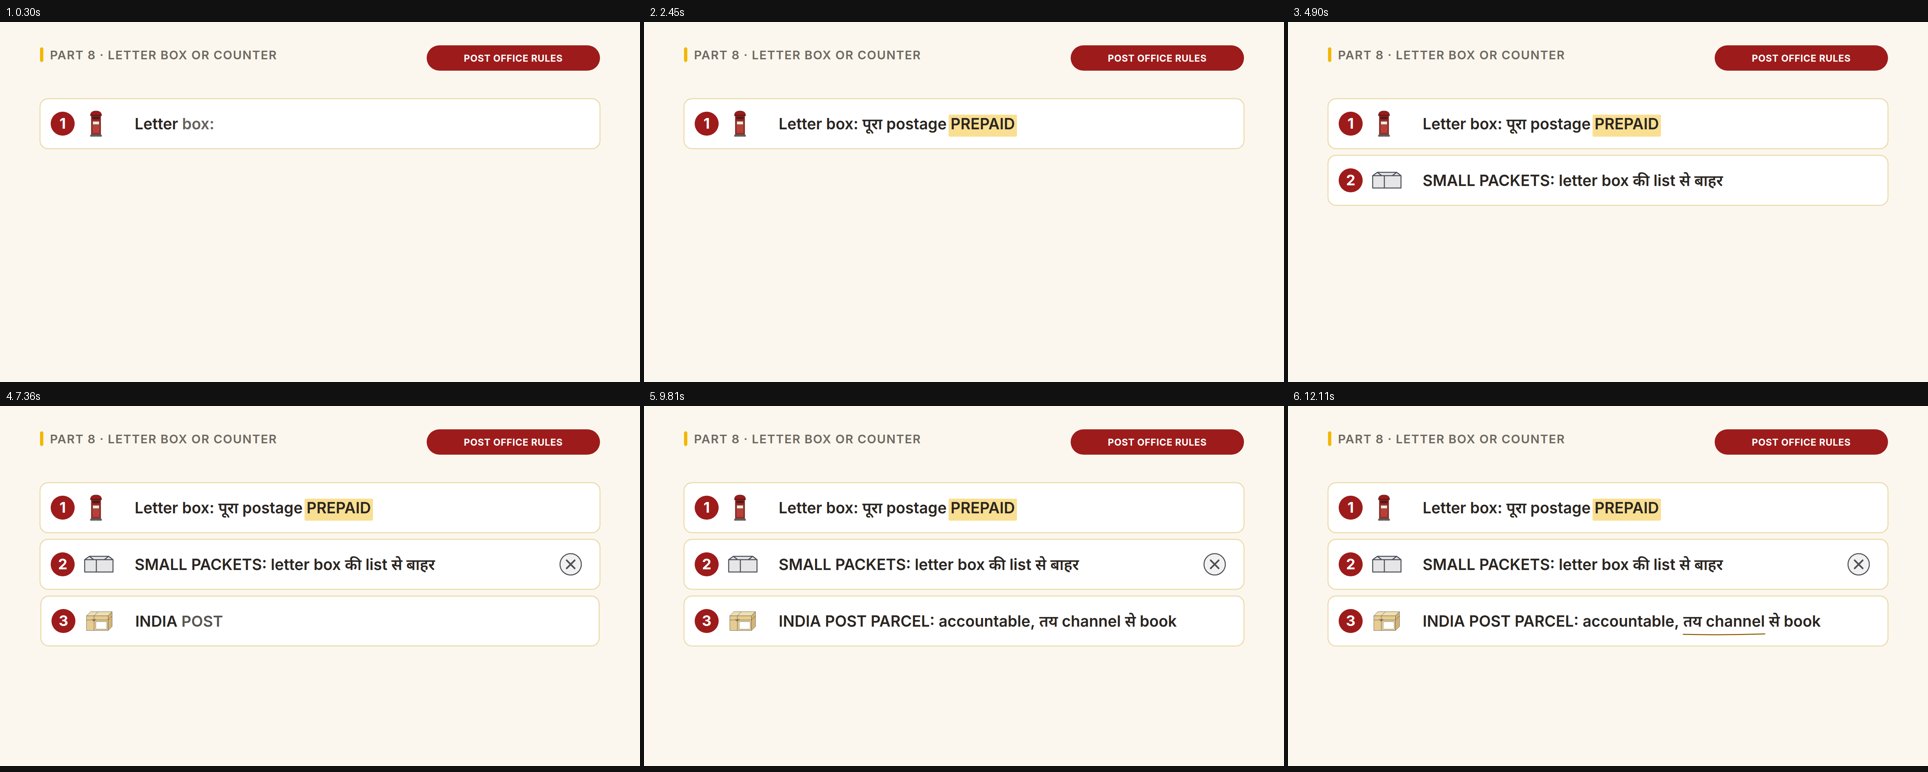 1. 0.30s
PART 8 · LETTER BOX OR COUNTER
POST OFFICE RULES
1 Letter box:
2. 2.45s
PART 8 · LETTER BOX OR COUNTER
POST OFFICE RULES
1 Letter box: पूरा postage PREPAID
3. 4.90s
PART 8 · LETTER BOX OR COUNTER
POST OFFICE RULES
1 Letter box: पूरा postage PREPAID
2 SMALL PACKETS: letter box की list से बाहर
4. 7.36s
PART 8 · LETTER BOX OR COUNTER
POST OFFICE RULES
1 Letter box: पूरा postage PREPAID
2 SMALL PACKETS: letter box की list से बाहर
3 INDIA POST
5. 9.81s
PART 8 · LETTER BOX OR COUNTER
POST OFFICE RULES
1 Letter box: पूरा postage PREPAID
2 SMALL PACKETS: letter box की list से बाहर
3 INDIA POST PARCEL: accountable, तय channel से book
6. 12.11s
PART 8 · LETTER BOX OR COUNTER
POST OFFICE RULES
1 Letter box: पूरा postage PREPAID
2 SMALL PACKETS: letter box की list से बाहर
3 INDIA POST PARCEL: accountable, तय channel से book